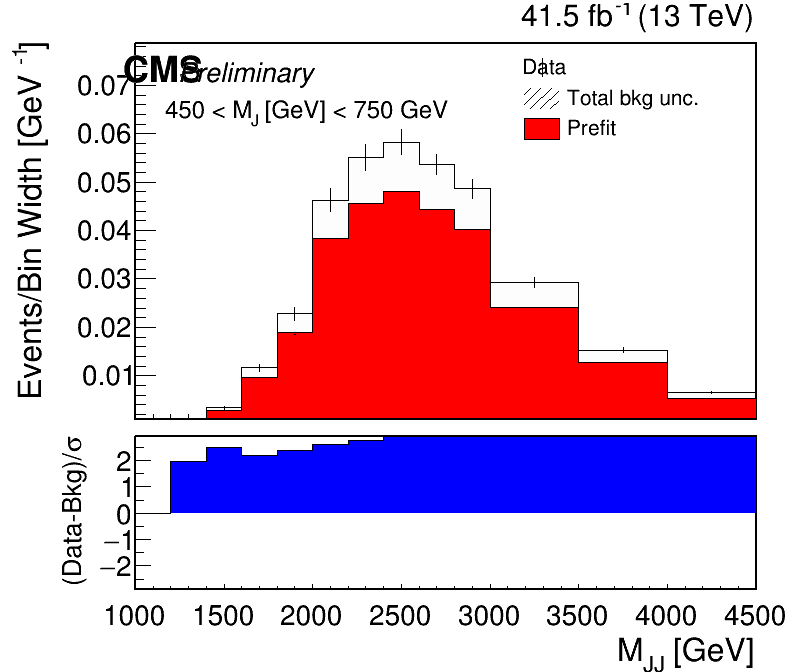 41.5 fb-1 (13 TeV)
CMS Preliminary
450 < MJ [GeV] < 750 GeV
Data
Total bkg unc.
Prefit
Events/Bin Width [GeV -1]
0.07
0.06
0.05
0.04
0.03
0.02
0.01
(Data-Bkg)/σ
2
1
0
−1
−2
1000 1500 2000 2500 3000 3500 4000 4500
MJJ [GeV]